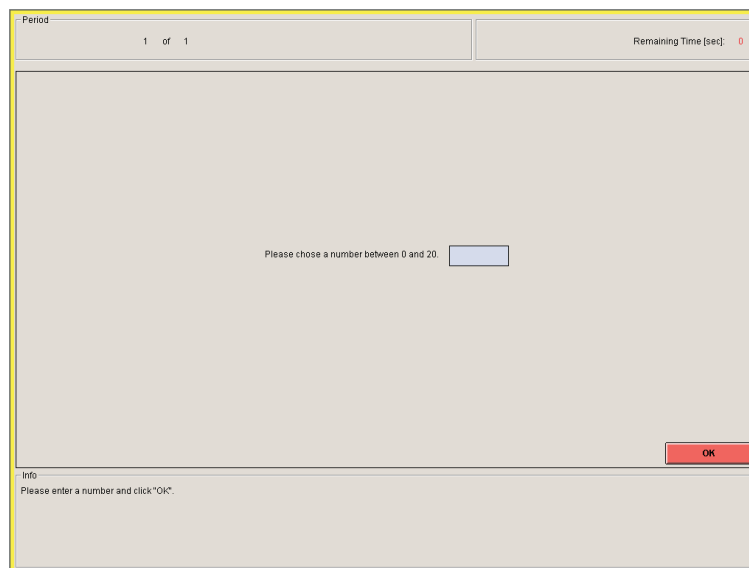 Period
1 of 1
Remaining Time [sec]: 0
Please chose a number between 0 and 20.
OK
Info
Please enter a number and click "OK".